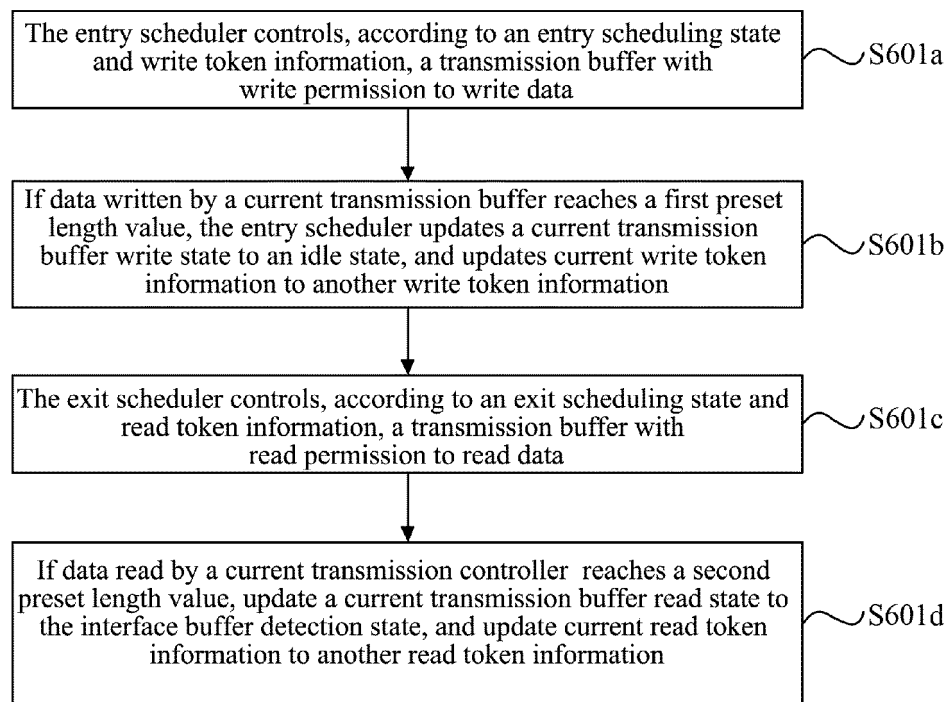 The entry scheduler controls, according to an entry scheduling state
and write token information, a transmission buffer with
write permission to write data
S601a
If data written by a current transmission buffer reaches a first preset
length value, the entry scheduler updates a current transmission
buffer write state to an idle state, and updates current write token
information to another write token information
S601b
The exit scheduler controls, according to an exit scheduling state and
read token information, a transmission buffer with
read permission to read data
S601c
If data read by a current transmission controller reaches a second
preset length value, update a current transmission buffer read state to
the interface buffer detection state, and update current read token
information to another read token information
S601d